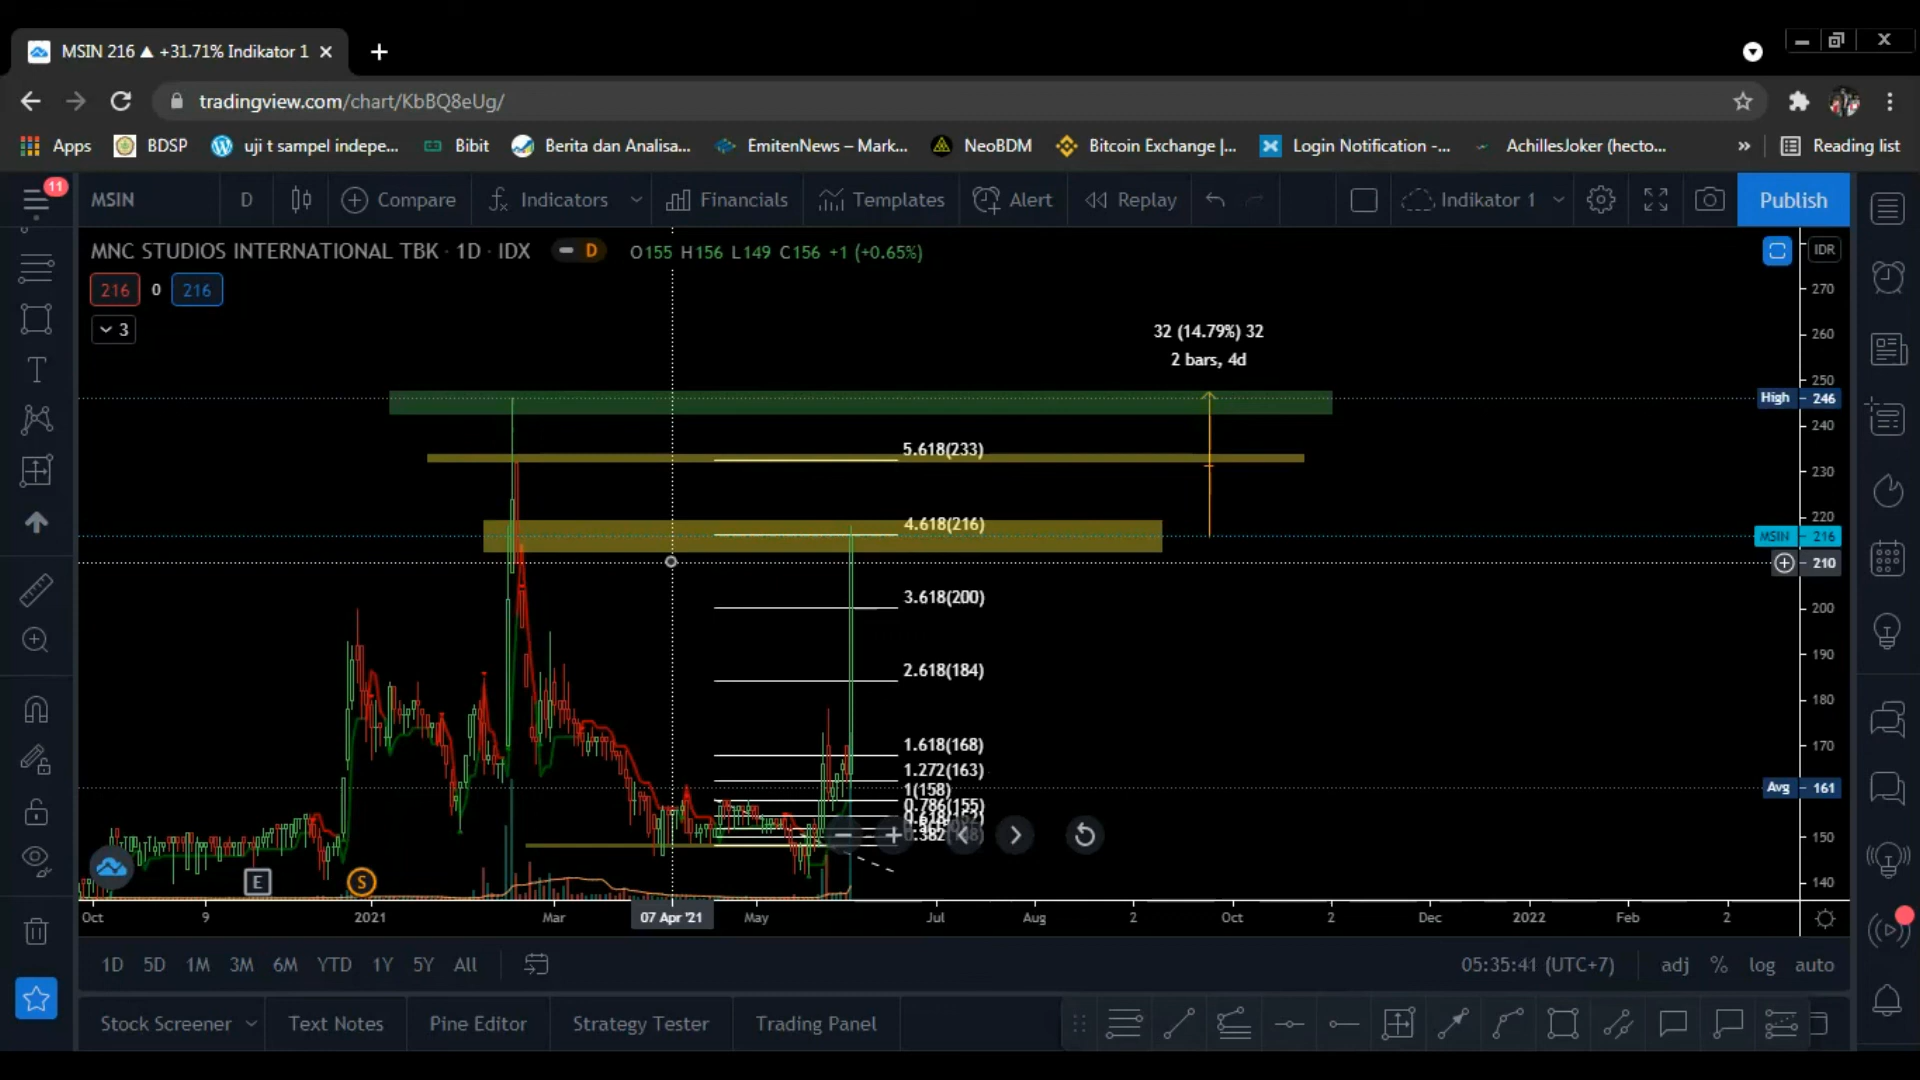 MSIN 216 ▲ +31.71% Indikator 1
tradingview.com/chart/KbBQ8eUg/
Apps BDSP uji t sampel indepe... Bibit Berita dan Analisa... EmitenNews – Mark... NeoBDM Bitcoin Exchange |... Login Notification -... AchillesJoker (hecto... » Reading list
11
MSIN D Compare Indicators Financials Templates Alert Replay Indikator 1 Publish
MNC STUDIOS INTERNATIONAL TBK · 1D · IDX D O155 H156 L149 C156 +1 (+0.65%) IDR
216 0 216
3
270
32 (14.79%) 32
260
2 bars, 4d
250
High 246
240
5.618(233)
230
220
4.618(216)
MSIN 216
210
3.618(200)
200
190
2.618(184)
180
1.618(168)
170
1.272(163)
Avg 161
1(158)
0.786(155)
150
E S
140
Oct 9 2021 Mar 07 Apr '21 May Jul Aug 2 Oct 2 Dec 2022 Feb 2
1D 5D 1M 3M 6M YTD 1Y 5Y All 05:35:41 (UTC+7) adj % log auto
Stock Screener Text Notes Pine Editor Strategy Tester Trading Panel